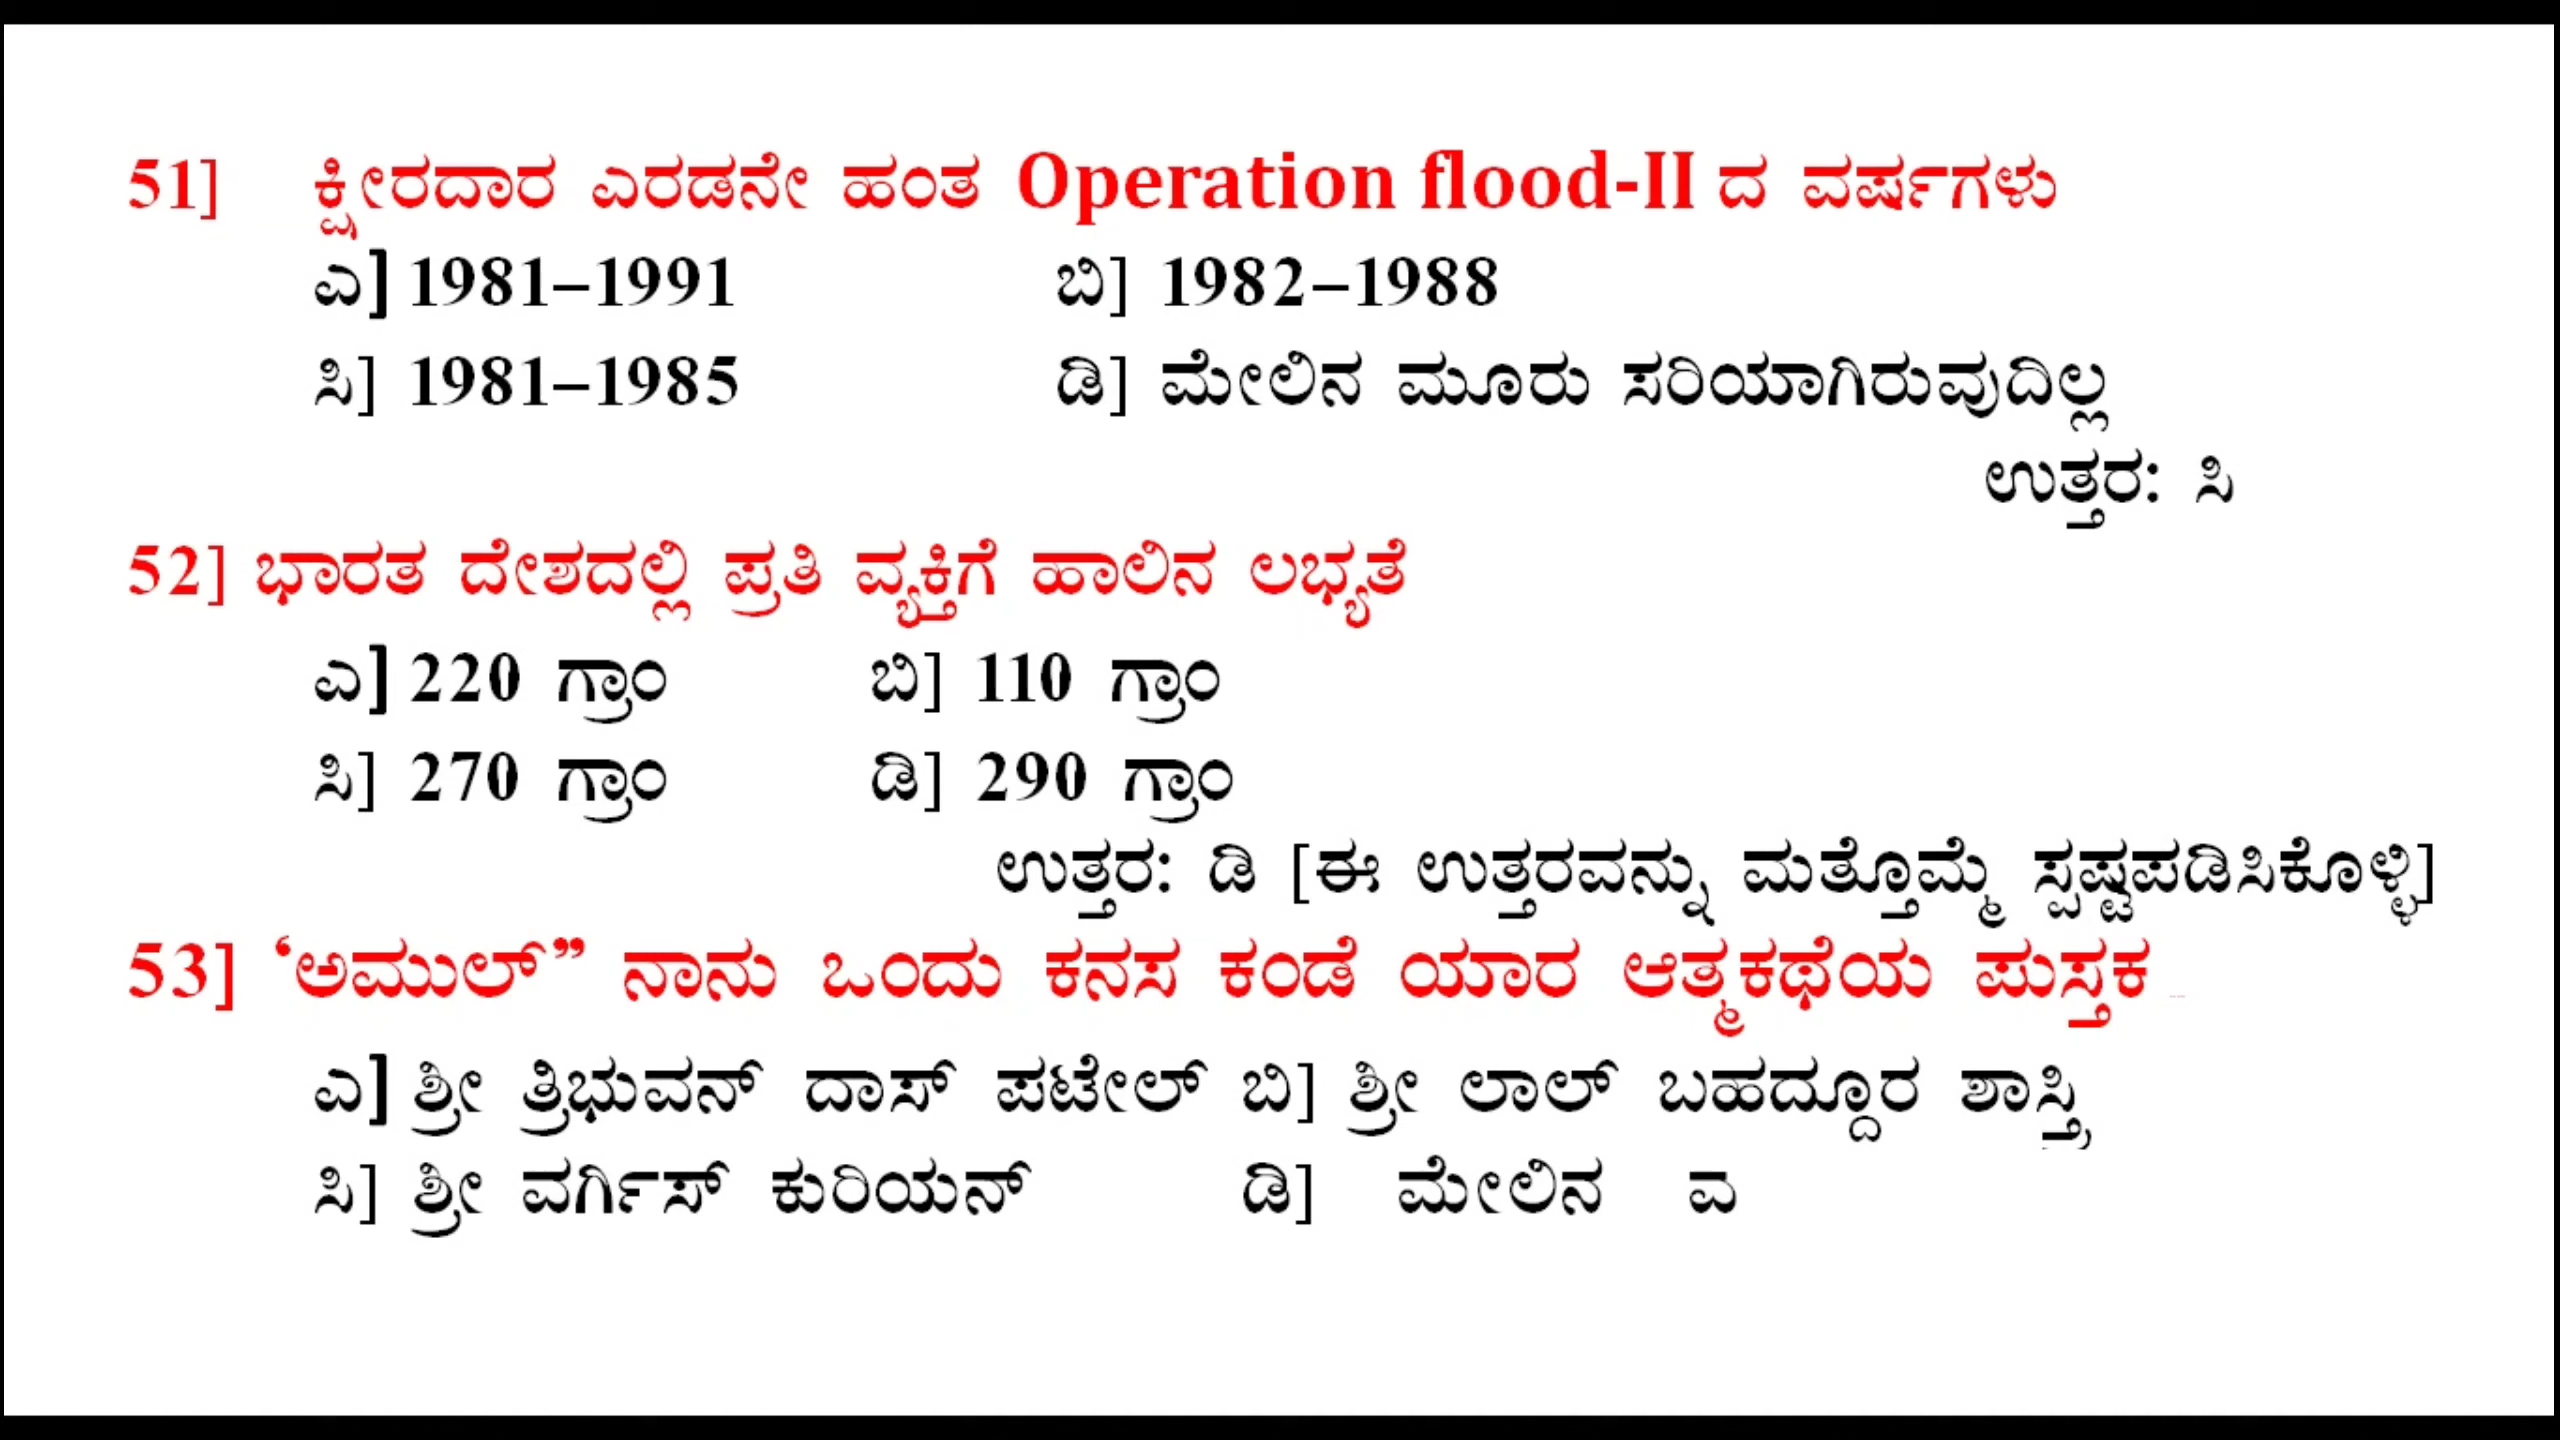 51] ಕ್ಷೀರದಾರ ಎರಡನೇ ಹಂತ Operation flood-II ದ ವರ್ಷಗಳು
ಎ] 1981–1991 ಬಿ] 1982–1988
ಸಿ] 1981–1985 ಡಿ] ಮೇಲಿನ ಮೂರು ಸರಿಯಾಗಿರುವುದಿಲ್ಲ
ಉತ್ತರ: ಸಿ
52] ಭಾರತ ದೇಶದಲ್ಲಿ ಪ್ರತಿ ವ್ಯಕ್ತಿಗೆ ಹಾಲಿನ ಲಭ್ಯತೆ
ಎ] 220 ಗ್ರಾಂ ಬಿ] 110 ಗ್ರಾಂ
ಸಿ] 270 ಗ್ರಾಂ ಡಿ] 290 ಗ್ರಾಂ
ಉತ್ತರ: ಡಿ [ಈ ಉತ್ತರವನ್ನು ಮತ್ತೊಮ್ಮೆ ಸ್ಪಷ್ಟಪಡಿಸಿಕೊಳ್ಳಿ]
53] ‘ಅಮುಲ್” ನಾನು ಒಂದು ಕನಸ ಕಂಡೆ ಯಾರ ಆತ್ಮಕಥೆಯ ಪುಸ್ತಕ
ಎ] ಶ್ರೀ ತ್ರಿಭುವನ್ ದಾಸ್ ಪಟೇಲ್ ಬಿ] ಶ್ರೀ ಲಾಲ್ ಬಹದ್ದೂರ ಶಾಸ್ತ್ರಿ
ಸಿ] ಶ್ರೀ ವರ್ಗಿಸ್ ಕುರಿಯನ್ ಡಿ] ಮೇಲಿನ ವ